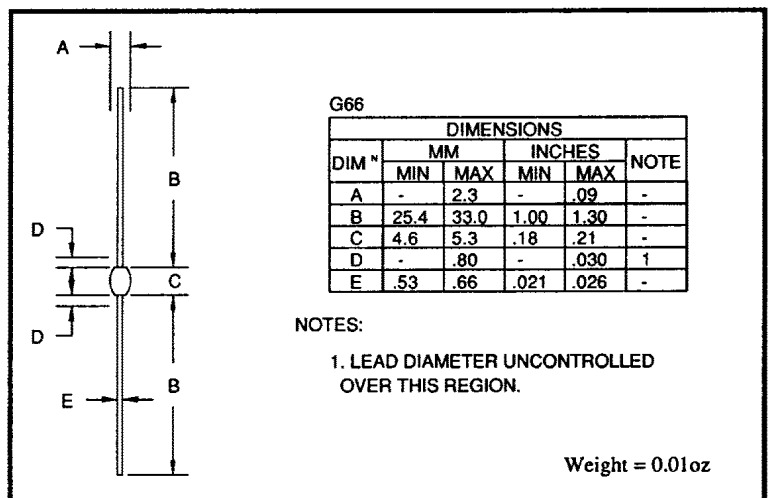 A
B
D
C
D
E
B
G66
DIMENSIONS
DIM N MM INCHES NOTE
MIN MAX MIN MAX
A - 2.3 - .09 -
B 25.4 33.0 1.00 1.30 -
C 4.6 5.3 .18 .21 -
D - .80 - .030 1
E .53 .66 .021 .026 -
NOTES:
1. LEAD DIAMETER UNCONTROLLED
OVER THIS REGION.
Weight = 0.01oz